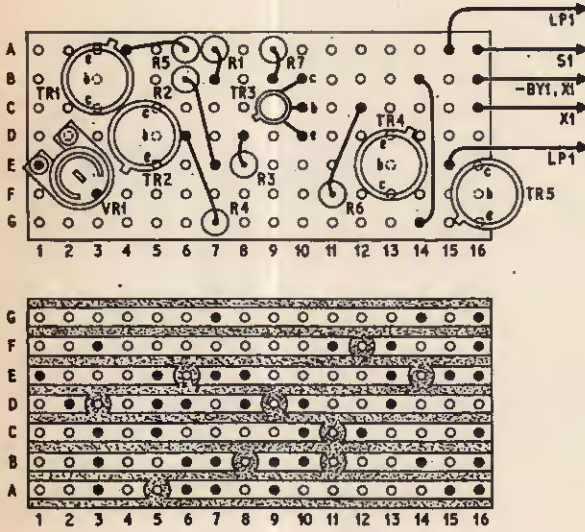 LP1
A R5 R1 R7 S1
e c
B TR1 b R2 TR3 c -BY1, X1
C c e b TR4 X1
D b e c
E TR2 R3 b LP1
c
F VR1 R6 e b TR5
G R4 e
1 2 3 4 5 6 7 8 9 10 11 12 13 14 15 16
G
F
E
D
C
B
A
1 2 3 4 5 6 7 8 9 10 11 12 13 14 15 16